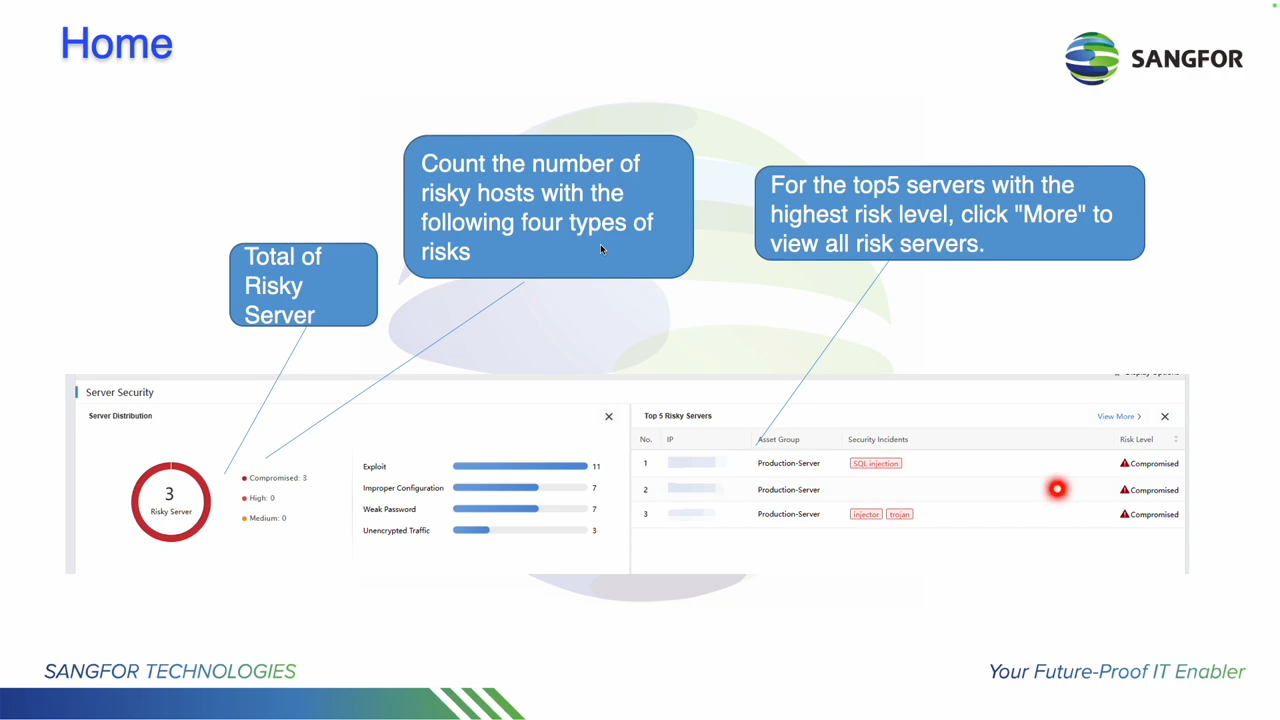 Home
SANGFOR
Count the number of
risky hosts with the
following four types of
risks
For the top5 servers with the
highest risk level, click "More" to
view all risk servers.
Total of
Risky
Server
Server Security
Server Distribution
3
Risky Server
Compromised: 3
High: 0
Medium: 0
Exploit 11
Improper Configuration 7
Weak Password 7
Unencrypted Traffic 3
Top 5 Risky Servers
View More >
No. IP Asset Group Security Incidents Risk Level
1 Production-Server SQL injection Compromised
2 Production-Server Compromised
3 Production-Server injector trojan Compromised
SANGFOR TECHNOLOGIES
Your Future-Proof IT Enabler